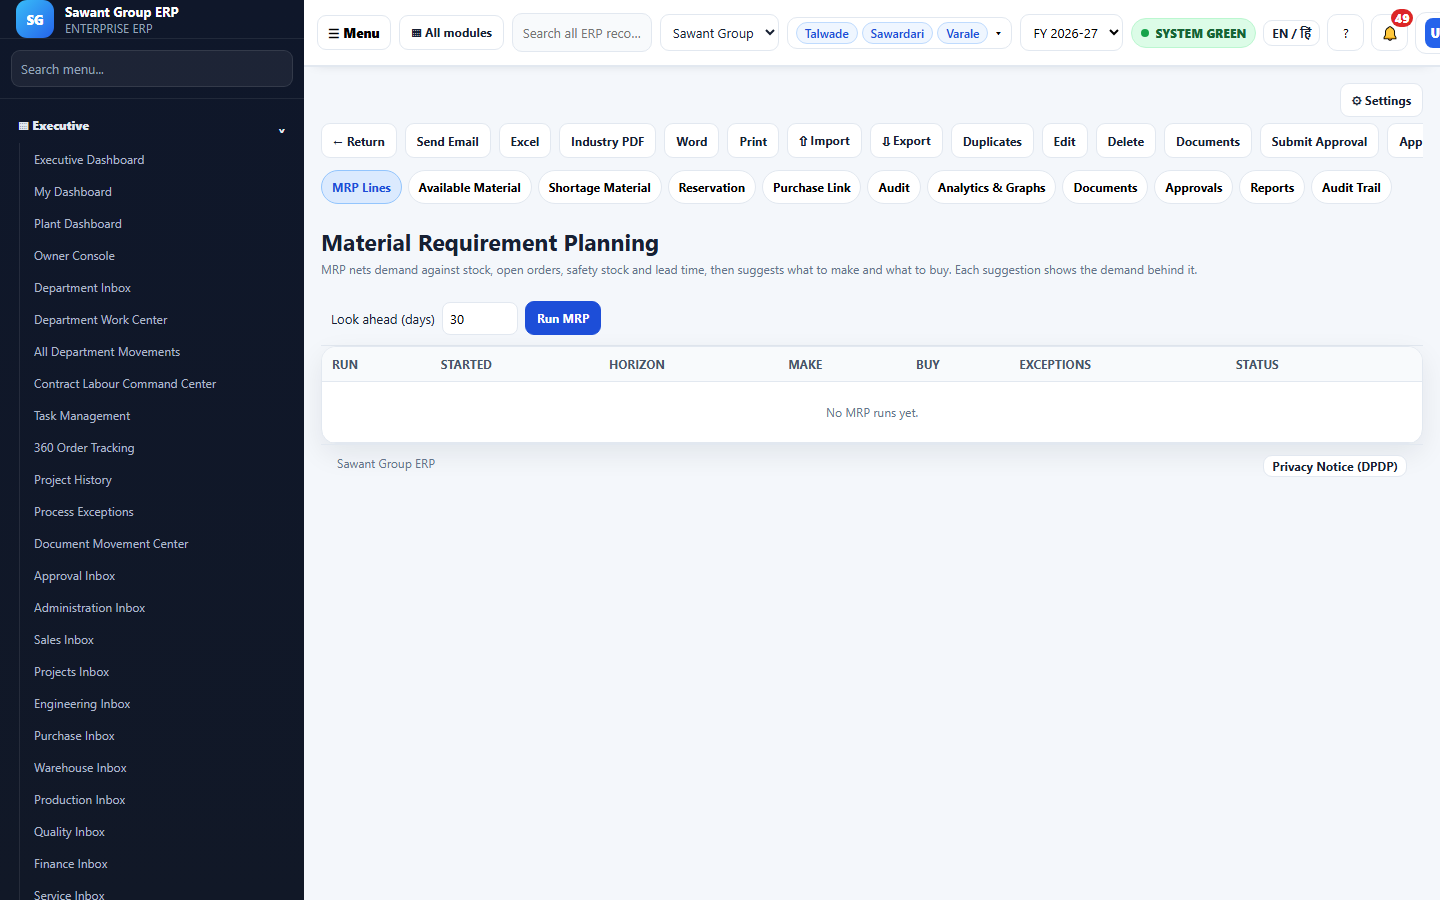 SG
Sawant Group ERP
ENTERPRISE ERP
☰ Menu
All modules
Search all ERP reco...
Sawant Group
Talwade
Sawardari
Varale
FY 2026-27
SYSTEM GREEN
EN / हिं
?
49
U
Search menu...
⚙ Settings
Executive
Executive Dashboard
My Dashboard
Plant Dashboard
Owner Console
Department Inbox
Department Work Center
All Department Movements
Contract Labour Command Center
Task Management
360 Order Tracking
Project History
Process Exceptions
Document Movement Center
Approval Inbox
Administration Inbox
Sales Inbox
Projects Inbox
Engineering Inbox
Purchase Inbox
Warehouse Inbox
Production Inbox
Quality Inbox
Finance Inbox
Service Inbox
← Return
Send Email
Excel
Industry PDF
Word
Print
⇧ Import
⇩ Export
Duplicates
Edit
Delete
Documents
Submit Approval
App
MRP Lines
Available Material
Shortage Material
Reservation
Purchase Link
Audit
Analytics & Graphs
Documents
Approvals
Reports
Audit Trail
Material Requirement Planning
MRP nets demand against stock, open orders, safety stock and lead time, then suggests what to make and what to buy. Each suggestion shows the demand behind it.
Look ahead (days) 30 Run MRP
RUN STARTED HORIZON MAKE BUY EXCEPTIONS STATUS
No MRP runs yet.
Sawant Group ERP
Privacy Notice (DPDP)